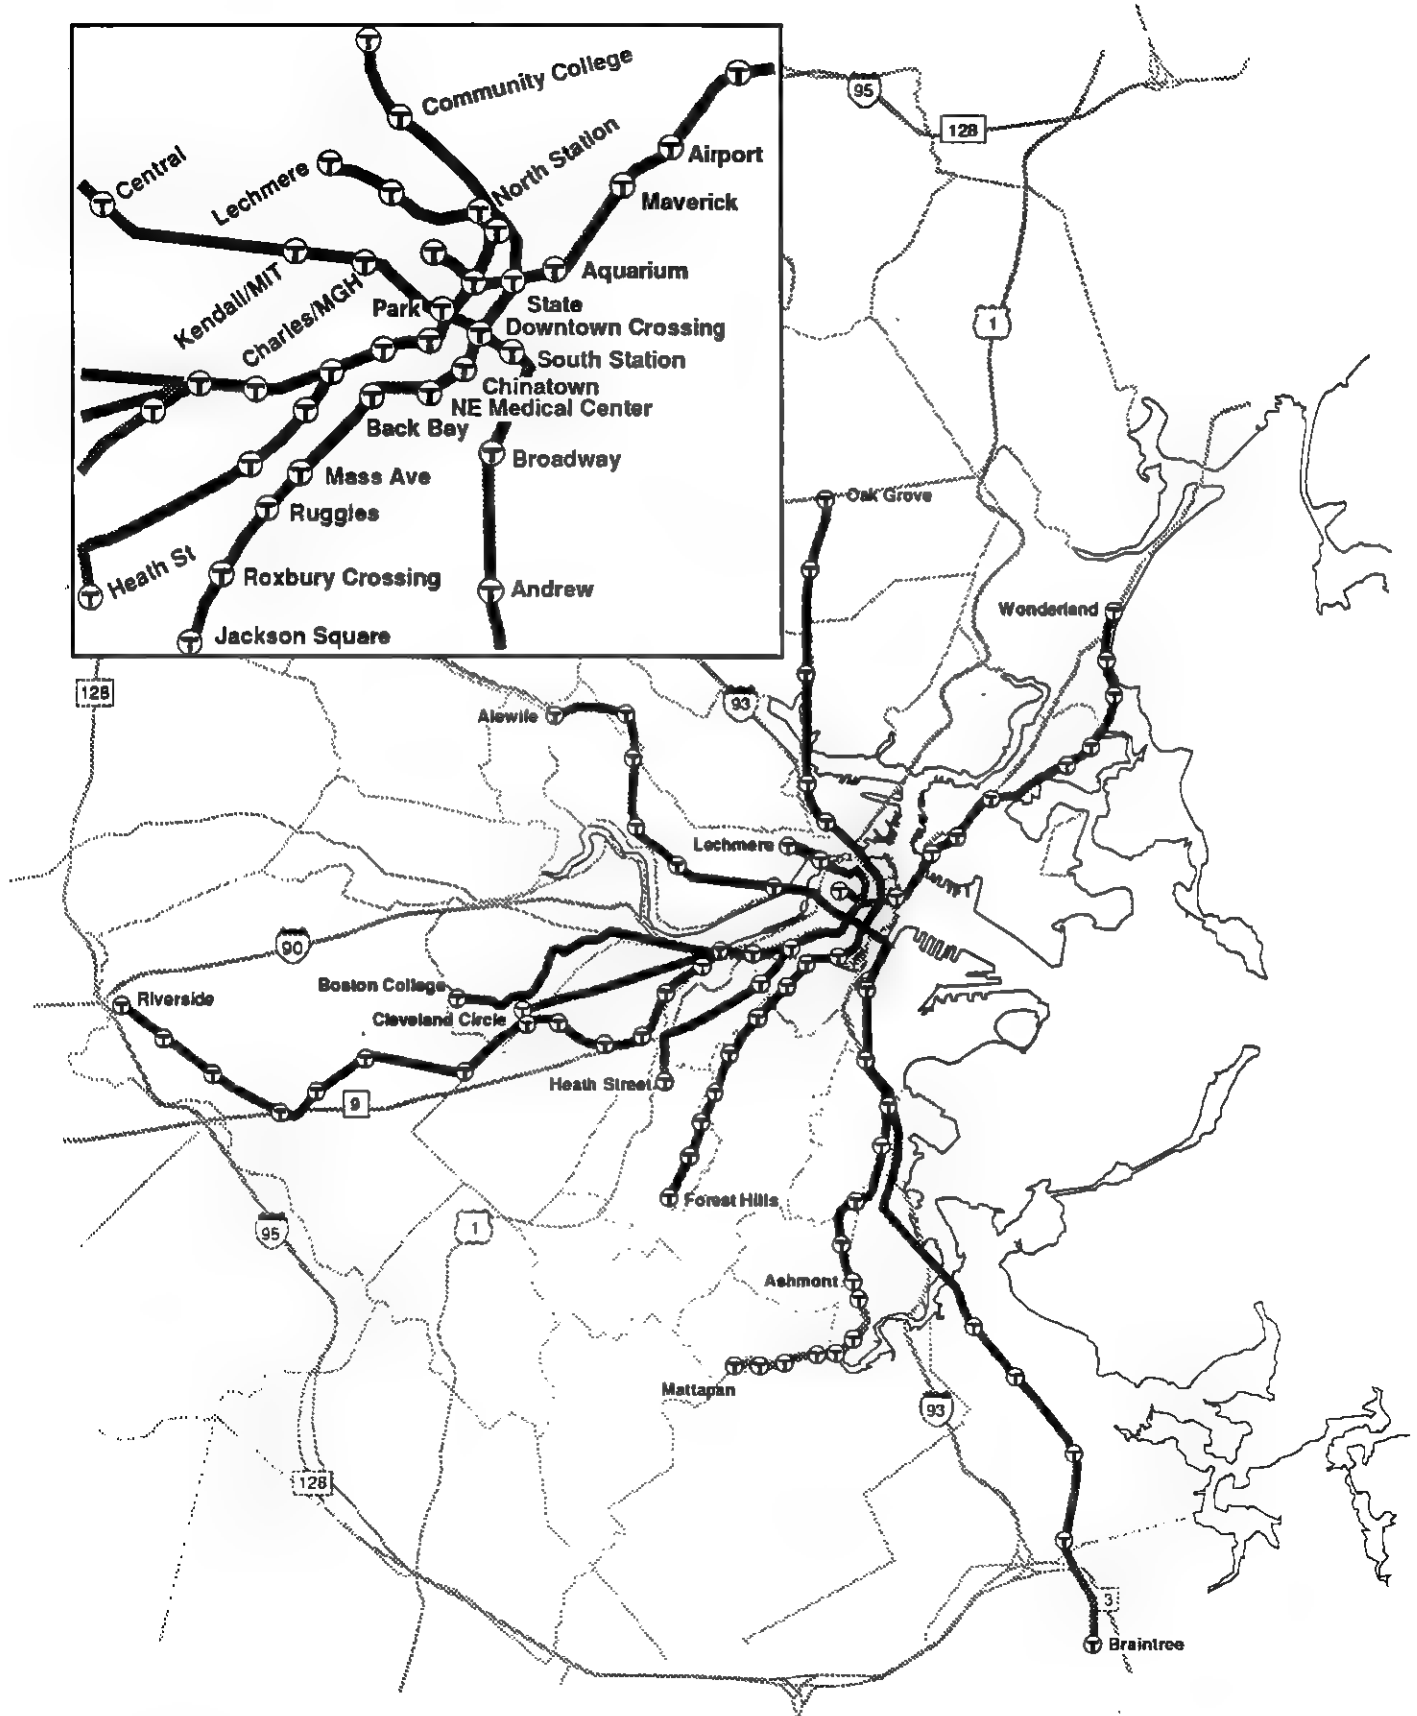 Community College
North Station
Airport
Central
Lechmere
Maverick
Aquarium
Kendall/MIT
Charles/MGH
Park
State
Downtown Crossing
South Station
Chinatown
NE Medical Center
Back Bay
Broadway
Mass Ave
Ruggles
Heath St
Roxbury Crossing
Andrew
Jackson Square
95
128
1
Oak Grove
Wonderland
128
93
Alewife
Lechmere
90
Boston College
Riverside
Cleveland Circle
Heath Street
9
Forest Hills
95
1
Ashmont
Mattapan
93
128
3
Braintree